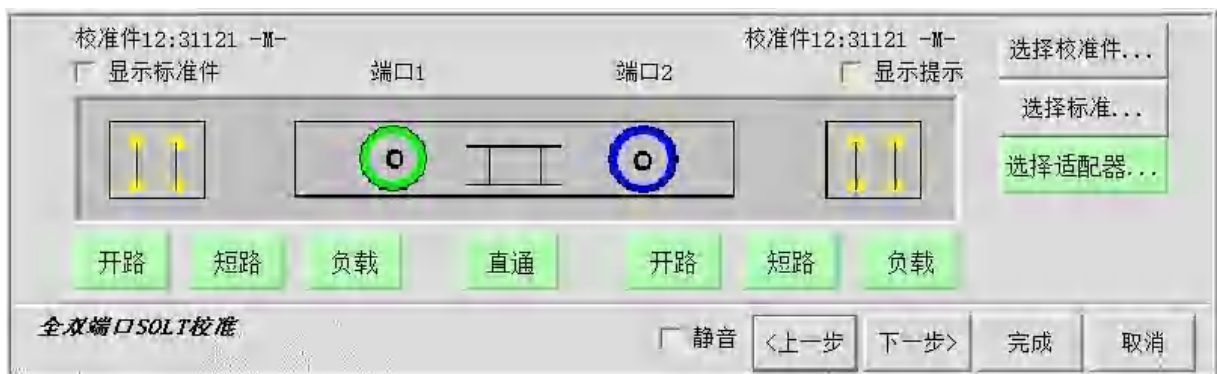 校准件12:31121 -M- 校准件12:31121 -M- 选择校准件...
显示标准件 端口1 端口2 显示提示
选择标准...
选择适配器...
开路 短路 负载 直通 开路 短路 负载
全双端口SOLT校准 静音 <上一步 下一步> 完成 取消